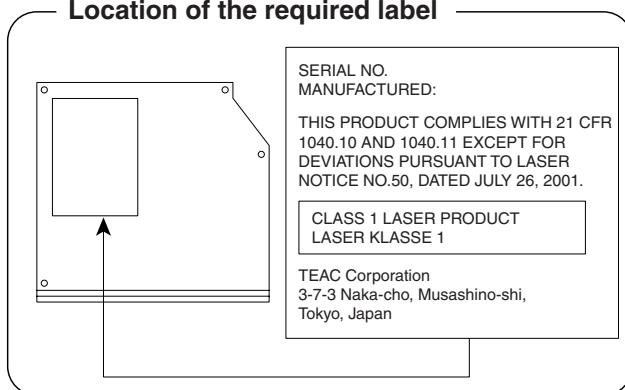 Location of the required label
SERIAL NO.
MANUFACTURED:
THIS PRODUCT COMPLIES WITH 21 CFR
1040.10 AND 1040.11 EXCEPT FOR
DEVIATIONS PURSUANT TO LASER
NOTICE NO.50, DATED JULY 26, 2001.
CLASS 1 LASER PRODUCT
LASER KLASSE 1
TEAC Corporation
3-7-3 Naka-cho, Musashino-shi,
Tokyo, Japan